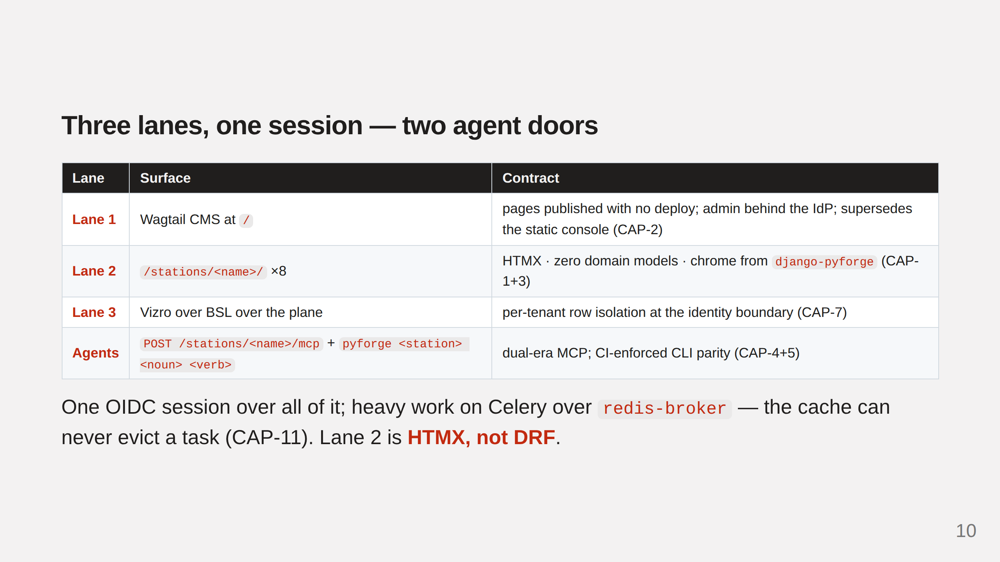 Three lanes, one session — two agent doors
Lane Surface Contract
Lane 1 Wagtail CMS at / pages published with no deploy; admin behind the IdP; supersedes
the static console (CAP-2)
Lane 2 /stations/<name>/ ×8 HTMX · zero domain models · chrome from django-pyforge (CAP-
1+3)
Lane 3 Vizro over BSL over the plane per-tenant row isolation at the identity boundary (CAP-7)
Agents POST /stations/<name>/mcp + pyforge <station>
<noun> <verb> dual-era MCP; CI-enforced CLI parity (CAP-4+5)
One OIDC session over all of it; heavy work on Celery over redis-broker — the cache can
never evict a task (CAP-11). Lane 2 is HTMX, not DRF.
10